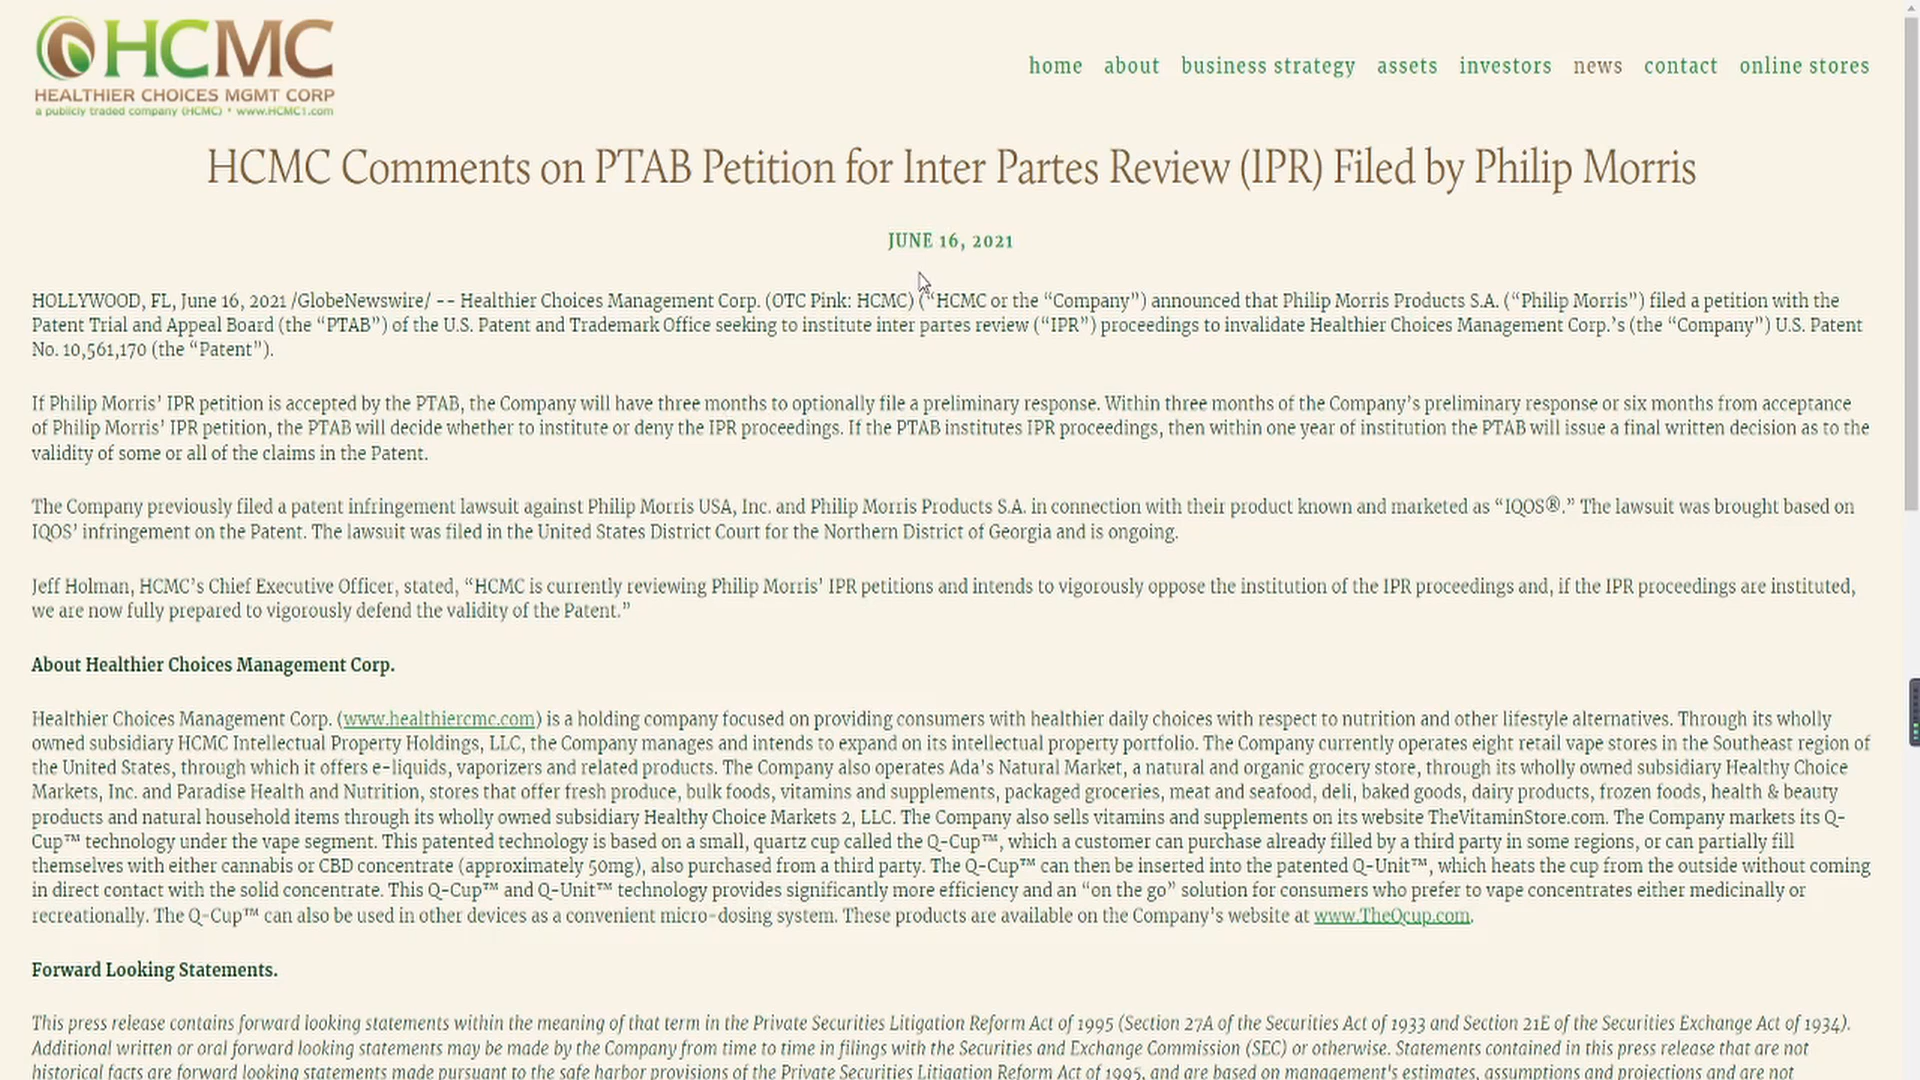 HCMC
HEALTHIER CHOICES MGMT CORP
a publicly traded company (HCMC) • www.HCMC1.com
home about business strategy assets investors news contact online stores
HCMC Comments on PTAB Petition for Inter Partes Review (IPR) Filed by Philip Morris
JUNE 16, 2021
HOLLYWOOD, FL, June 16, 2021 /GlobeNewswire/ -- Healthier Choices Management Corp. (OTC Pink: HCMC) (“HCMC or the “Company”) announced that Philip Morris Products S.A. (“Philip Morris”) filed a petition with the
Patent Trial and Appeal Board (the “PTAB”) of the U.S. Patent and Trademark Office seeking to institute inter partes review (“IPR”) proceedings to invalidate Healthier Choices Management Corp.’s (the “Company”) U.S. Patent
No. 10,561,170 (the “Patent”).
If Philip Morris’ IPR petition is accepted by the PTAB, the Company will have three months to optionally file a preliminary response. Within three months of the Company’s preliminary response or six months from acceptance
of Philip Morris’ IPR petition, the PTAB will decide whether to institute or deny the IPR proceedings. If the PTAB institutes IPR proceedings, then within one year of institution the PTAB will issue a final written decision as to the
validity of some or all of the claims in the Patent.
The Company previously filed a patent infringement lawsuit against Philip Morris USA, Inc. and Philip Morris Products S.A. in connection with their product known and marketed as “IQOS®.” The lawsuit was brought based on
IQOS’ infringement on the Patent. The lawsuit was filed in the United States District Court for the Northern District of Georgia and is ongoing.
Jeff Holman, HCMC’s Chief Executive Officer, stated, “HCMC is currently reviewing Philip Morris’ IPR petitions and intends to vigorously oppose the institution of the IPR proceedings and, if the IPR proceedings are instituted,
we are now fully prepared to vigorously defend the validity of the Patent.”
About Healthier Choices Management Corp.
Healthier Choices Management Corp. (www.healthiercmc.com) is a holding company focused on providing consumers with healthier daily choices with respect to nutrition and other lifestyle alternatives. Through its wholly
owned subsidiary HCMC Intellectual Property Holdings, LLC, the Company manages and intends to expand on its intellectual property portfolio. The Company currently operates eight retail vape stores in the Southeast region of
the United States, through which it offers e-liquids, vaporizers and related products. The Company also operates Ada’s Natural Market, a natural and organic grocery store, through its wholly owned subsidiary Healthy Choice
Markets, Inc. and Paradise Health and Nutrition, stores that offer fresh produce, bulk foods, vitamins and supplements, packaged groceries, meat and seafood, deli, baked goods, dairy products, frozen foods, health & beauty
products and natural household items through its wholly owned subsidiary Healthy Choice Markets 2, LLC. The Company also sells vitamins and supplements on its website TheVitaminStore.com. The Company markets its Q-
Cup™ technology under the vape segment. This patented technology is based on a small, quartz cup called the Q-Cup™, which a customer can purchase already filled by a third party in some regions, or can partially fill
themselves with either cannabis or CBD concentrate (approximately 50mg), also purchased from a third party. The Q-Cup™ can then be inserted into the patented Q-Unit™, which heats the cup from the outside without coming
in direct contact with the solid concentrate. This Q-Cup™ and Q-Unit™ technology provides significantly more efficiency and an “on the go” solution for consumers who prefer to vape concentrates either medicinally or
recreationally. The Q-Cup™ can also be used in other devices as a convenient micro-dosing system. These products are available on the Company’s website at www.TheQcup.com.
Forward Looking Statements.
This press release contains forward looking statements within the meaning of that term in the Private Securities Litigation Reform Act of 1995 (Section 27A of the Securities Act of 1933 and Section 21E of the Securities Exchange Act of 1934).
Additional written or oral forward looking statements may be made by the Company from time to time in filings with the Securities and Exchange Commission (SEC) or otherwise. Statements contained in this press release that are not
historical facts are forward looking statements made pursuant to the safe harbor provisions of the Private Securities Litigation Reform Act of 1995, and are based on management's estimates, assumptions and projections and are not